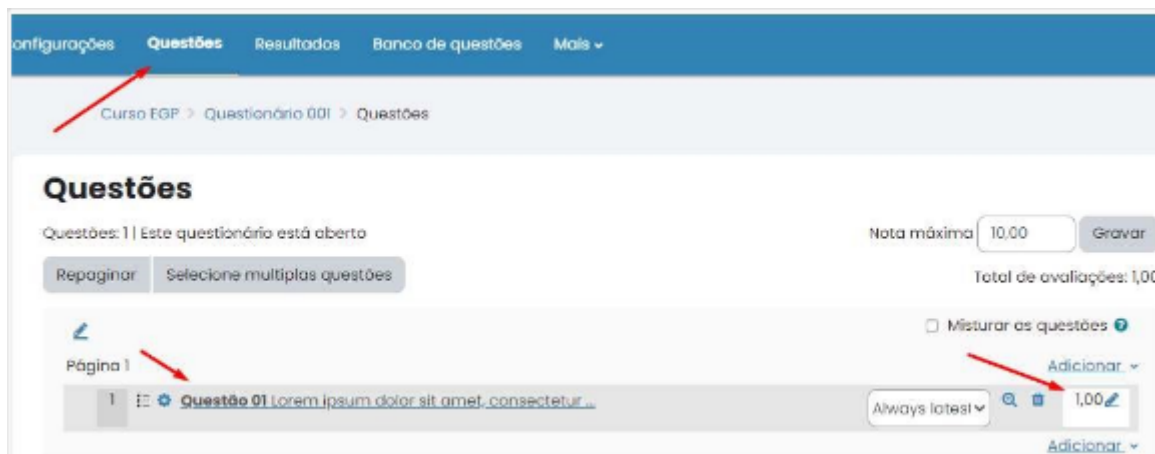 onfigurações Questões Resultados Banco de questões Mais
Curso EGP > Questionário 001 > Questões
Questões
Questões: 1 | Este questionário está aberto
Nota máxima 10,00 Gravar
Repaginar Selecione multiplas questões
Total de avaliações: 1,00
Misturar as questões
Página 1
Adicionar
1 Questão 01 Lorem ipsum dolor sit amet, consectetur ... Always latest 1,00
Adicionar